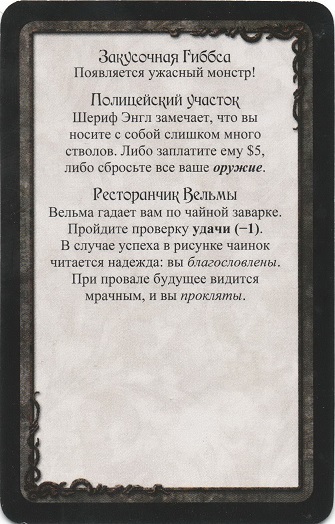 Закусочная Гиббса
Появляется ужасный монстр!
Полицейский участок
Шериф Энгл замечает, что вы
носите с собой слишком много
стволов. Либо заплатите ему $5,
либо сбросьте все ваше оружие.
Ресторанчик Вельмы
Вельма гадает вам по чайной заварке.
Пройдите проверку удачи (−1).
В случае успеха в рисунке чаинок
читается надежда: вы благословлены.
При провале будущее видится
мрачным, и вы прокляты.